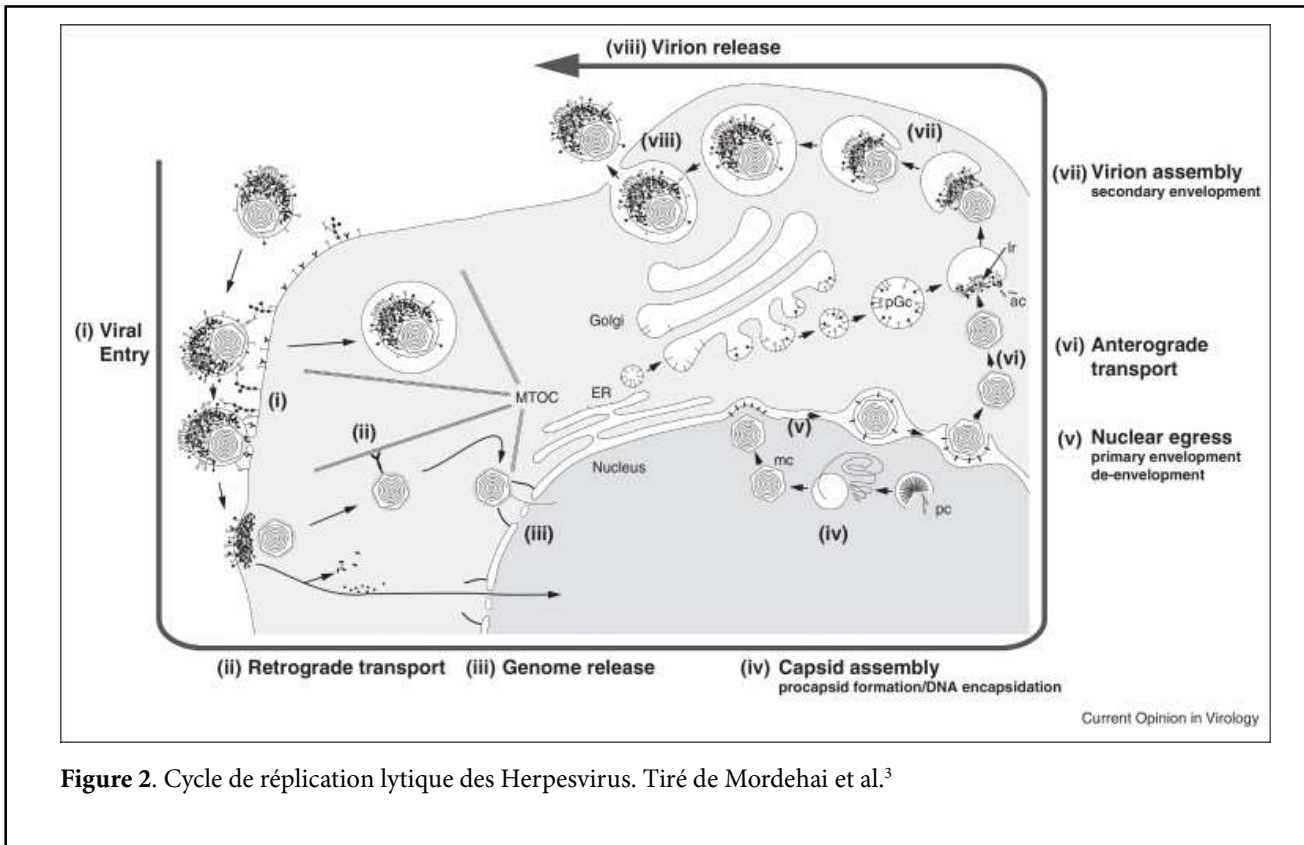 (viii) Virion release
(viii)
(vii)
(vii) Virion assembly
secondary envelopment
lr
ac
pGc
Golgi
(i) Viral
Entry
(i)
(vi)
(vi) Anterograde
transport
MTOC
ER
(ii)
(v)
(v) Nuclear egress
primary envelopment
de-envelopment
Nucleus
mc
pc
(iii)
(iv)
(ii) Retrograde transport
(iii) Genome release
(iv) Capsid assembly
procapsid formation/DNA encapsidation
Current Opinion in Virology
Figure 2. Cycle de réplication lytique des Herpesvirus. Tiré de Mordehai et al.³